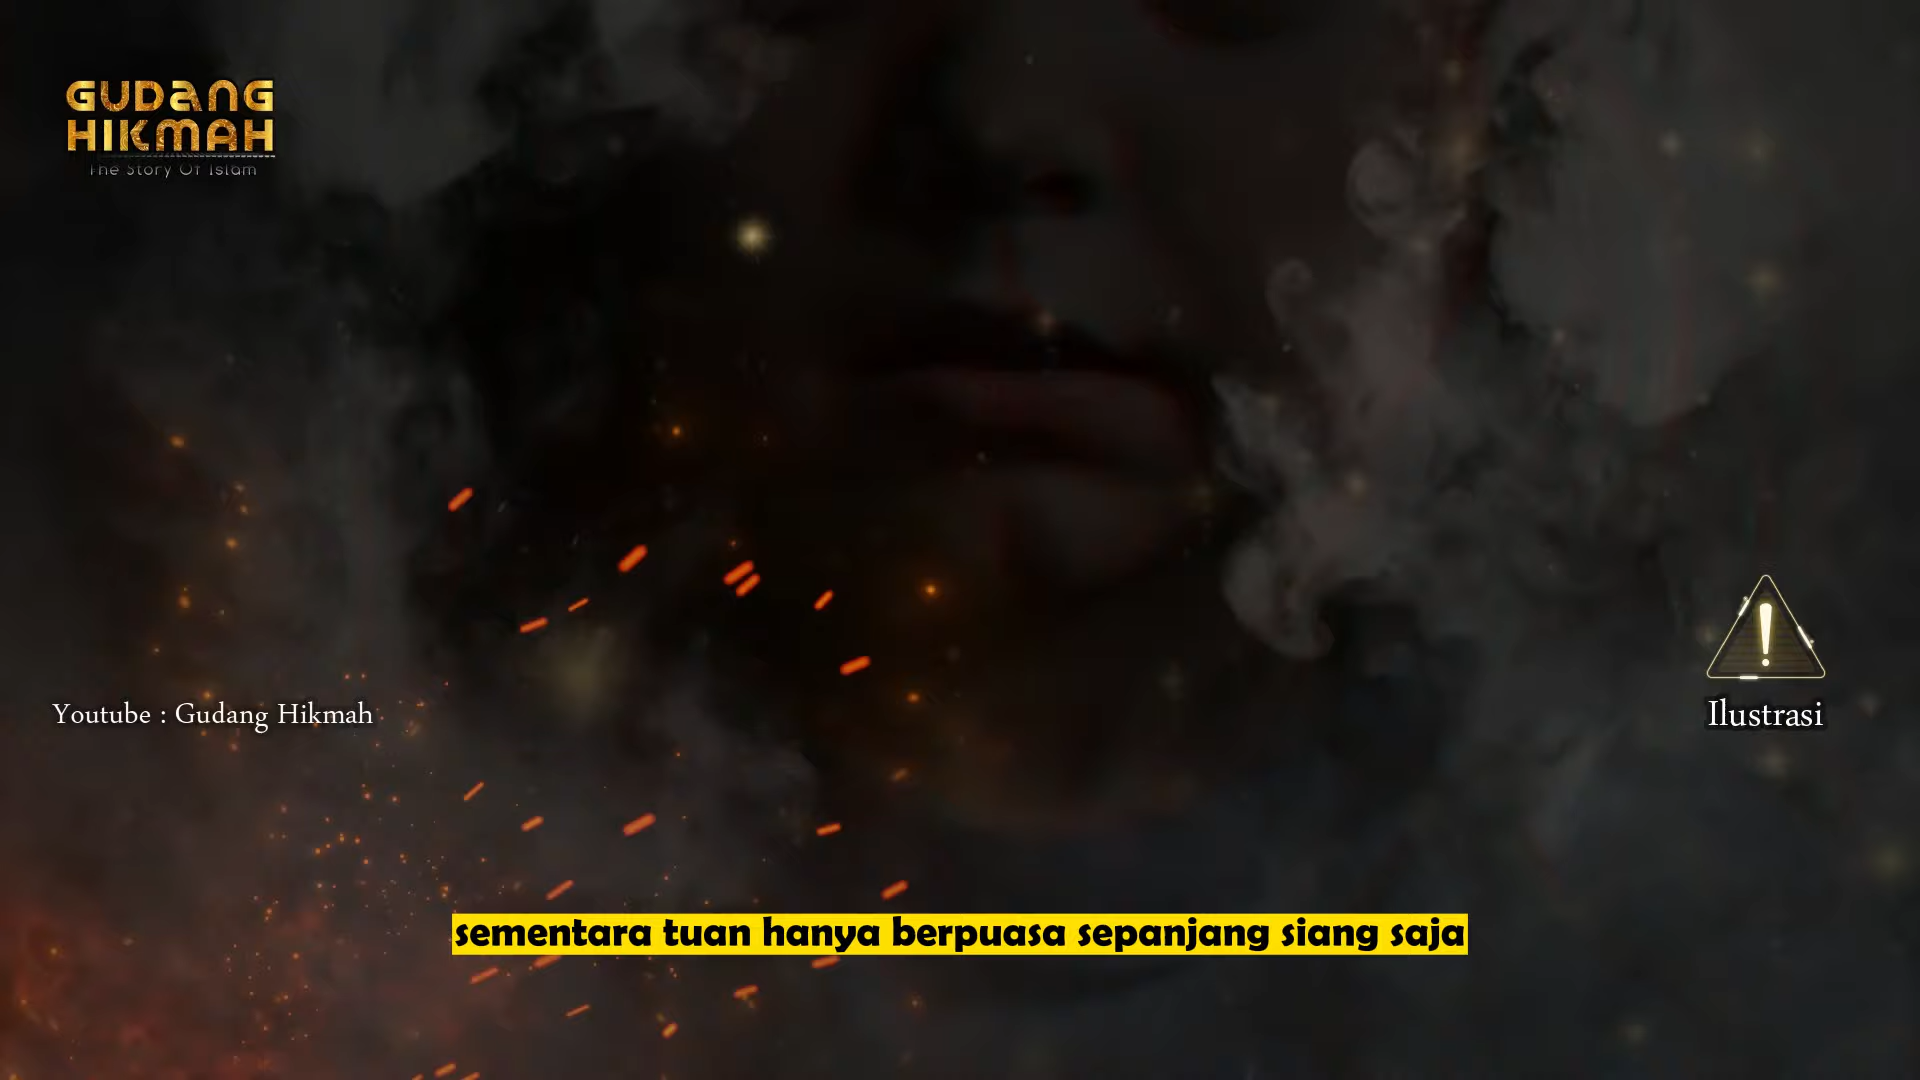 GUDANG
HIKMAH
The Story Of Islam
Youtube : Gudang Hikmah
Ilustrasi
sementara tuan hanya berpuasa sepanjang siang saja